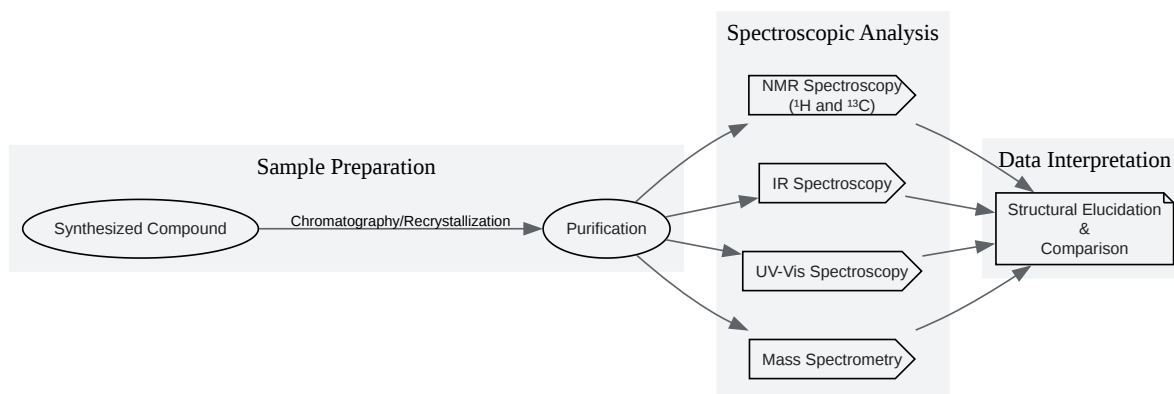 Sample Preparation
Synthesized Compound
Chromatography/Recrystallization
Purification
Spectroscopic Analysis
NMR Spectroscopy
(¹H and ¹³C)
IR Spectroscopy
UV-Vis Spectroscopy
Mass Spectrometry
Data Interpretation
Structural Elucidation
&
Comparison